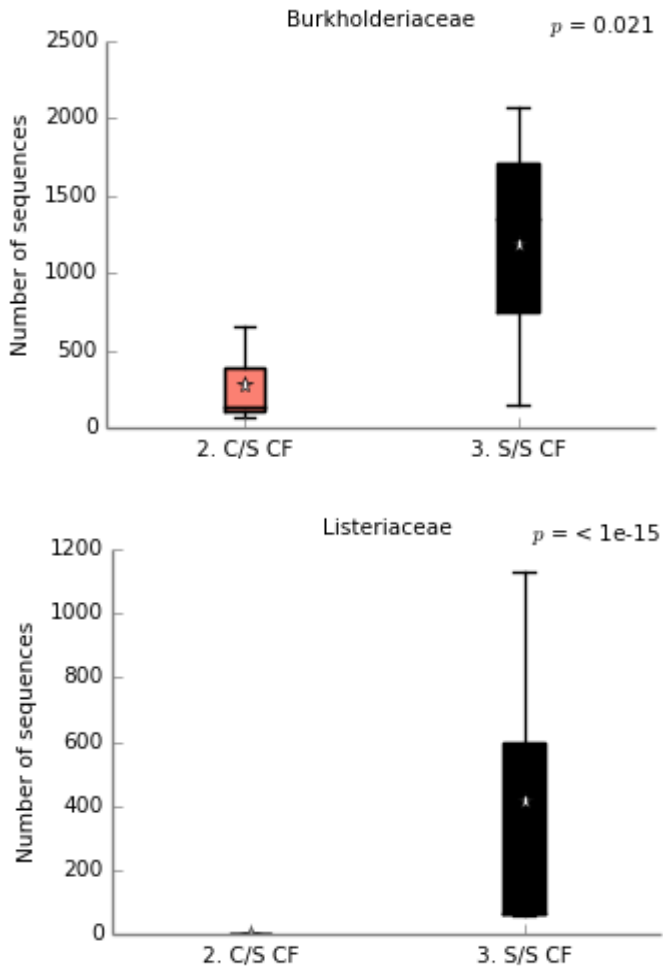 Burkholderiaceae
p = 0.021
2500
2000
1500
1000
500
0
Number of sequences
2. C/S CF
3. S/S CF
Listeriaceae
p = < 1e-15
1200
1000
800
600
400
200
0
Number of sequences
2. C/S CF
3. S/S CF